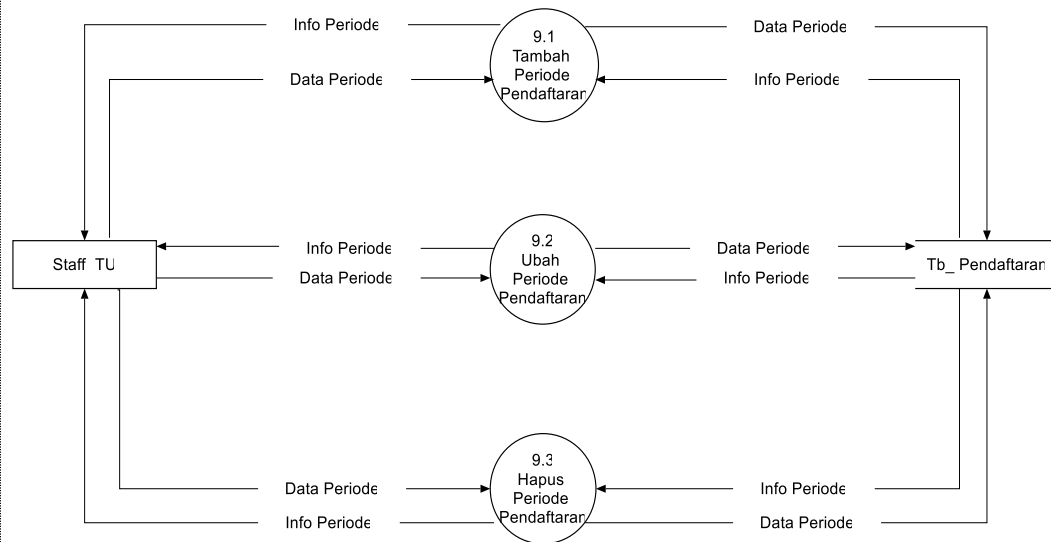 Info Periode
9.1
Tambah
Periode
Pendaftaran
Data Periode
Data Periode
Info Periode
Staff TU
Info Periode
Data Periode
9.2
Ubah
Periode
Pendaftaran
Data Periode
Info Periode
Tb_ Pendaftaran
9.3
Hapus
Periode
Pendaftaran
Data Periode
Info Periode
Info Periode
Data Periode